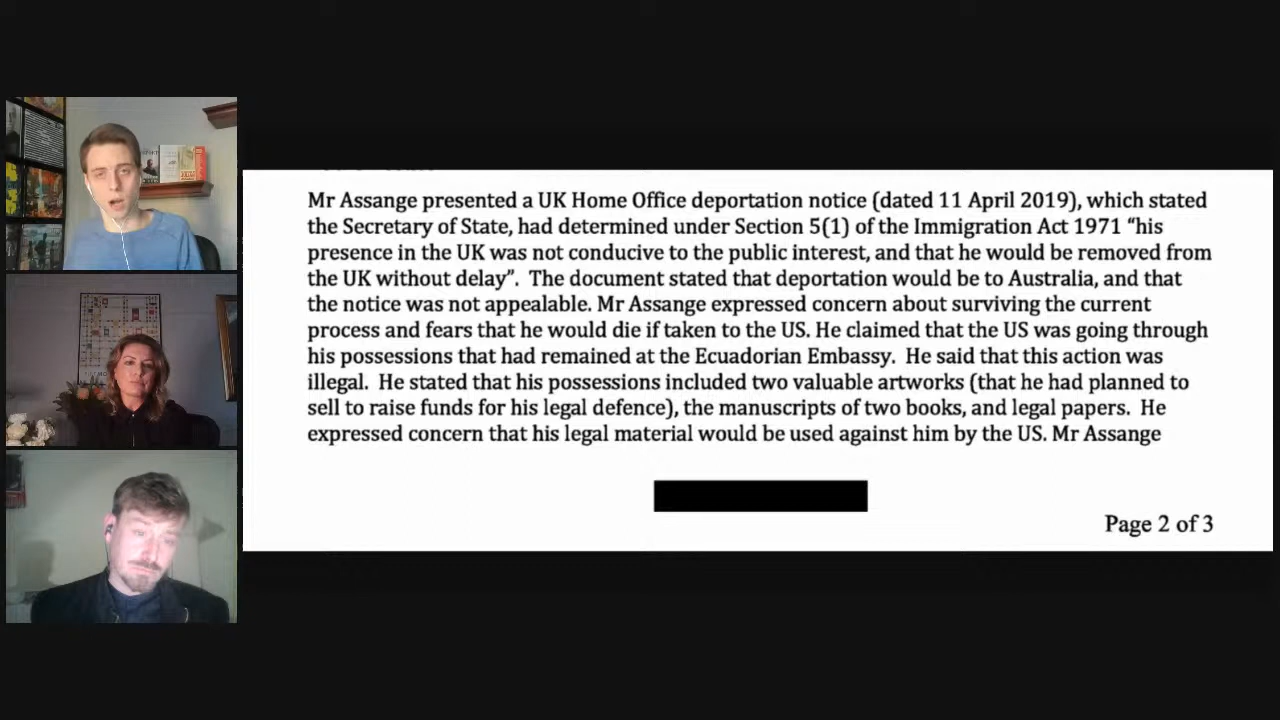 Mr Assange presented a UK Home Office deportation notice (dated 11 April 2019), which stated
the Secretary of State, had determined under Section 5(1) of the Immigration Act 1971 “his
presence in the UK was not conducive to the public interest, and that he would be removed from
the UK without delay”.  The document stated that deportation would be to Australia, and that
the notice was not appealable. Mr Assange expressed concern about surviving the current
process and fears that he would die if taken to the US. He claimed that the US was going through
his possessions that had remained at the Ecuadorian Embassy.  He said that this action was
illegal.  He stated that his possessions included two valuable artworks (that he had planned to
sell to raise funds for his legal defence), the manuscripts of two books, and legal papers.  He
expressed concern that his legal material would be used against him by the US. Mr Assange
Page 2 of 3